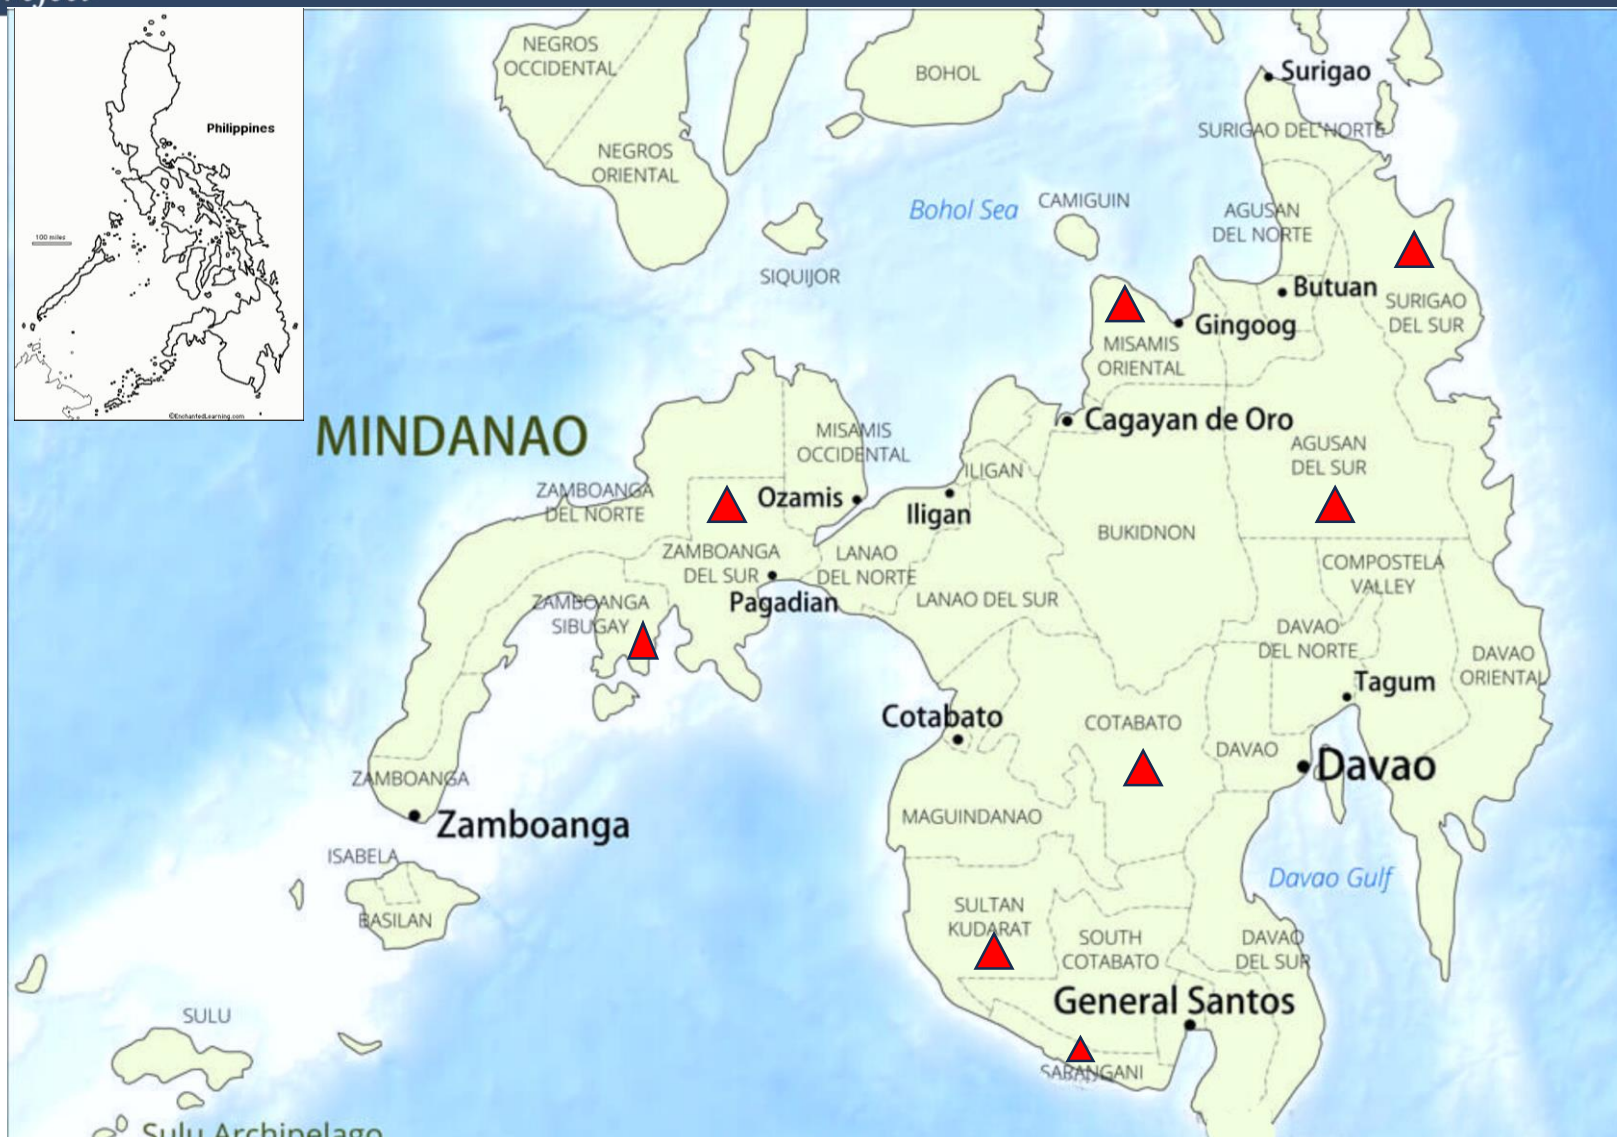 Philippines
100 miles
©EnchantedLearning.com
NEGROS
OCCIDENTAL
BOHOL
Surigao
SURIGAO DEL NORTE
NEGROS
ORIENTAL
Bohol Sea
CAMIGUIN
AGUSAN
DEL NORTE
SIQUIJOR
Butuan
SURIGAO
DEL SUR
Gingoog
MISAMIS
ORIENTAL
MINDANAO
Cagayan de Oro
MISAMIS
OCCIDENTAL
AGUSAN
DEL SUR
ILIGAN
ZAMBOANGA
DEL NORTE
Ozamis
Iligan
BUKIDNON
ZAMBOANGA
DEL SUR
LANAO
DEL NORTE
COMPOSTELA
VALLEY
Pagadian
LANAO DEL SUR
ZAMBOANGA
SIBUGAY
DAVAO
DEL NORTE
DAVAO
ORIENTAL
Tagum
Cotabato
COTABATO
DAVAO
Davao
ZAMBOANGA
Zamboanga
MAGUINDANAO
ISABELA
BASILAN
Davao Gulf
SULTAN
KUDARAT
SOUTH
COTABATO
DAVAO
DEL SUR
General Santos
SULU
SARANGANI
Sulu Archipelago